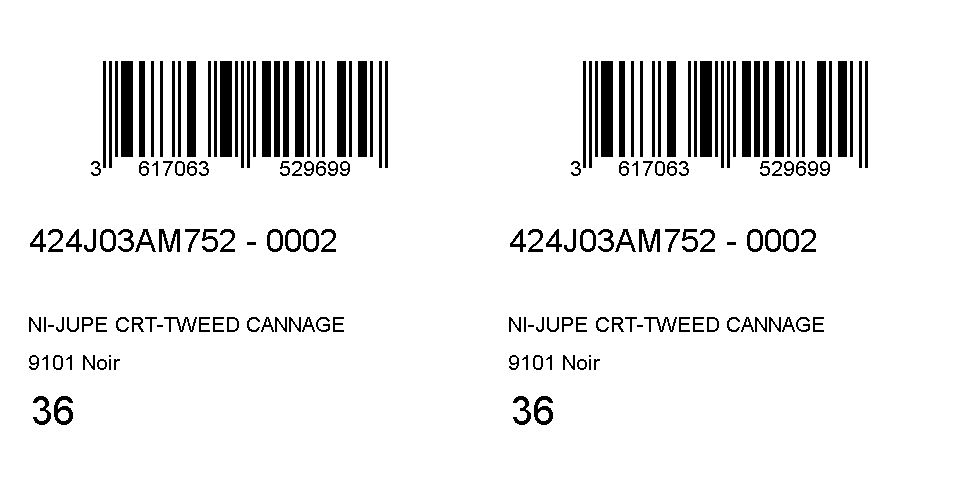 3 617063 529699
424J03AM752 - 0002
NI-JUPE CRT-TWEED CANNAGE
9101 Noir
36
3 617063 529699
424J03AM752 - 0002
NI-JUPE CRT-TWEED CANNAGE
9101 Noir
36